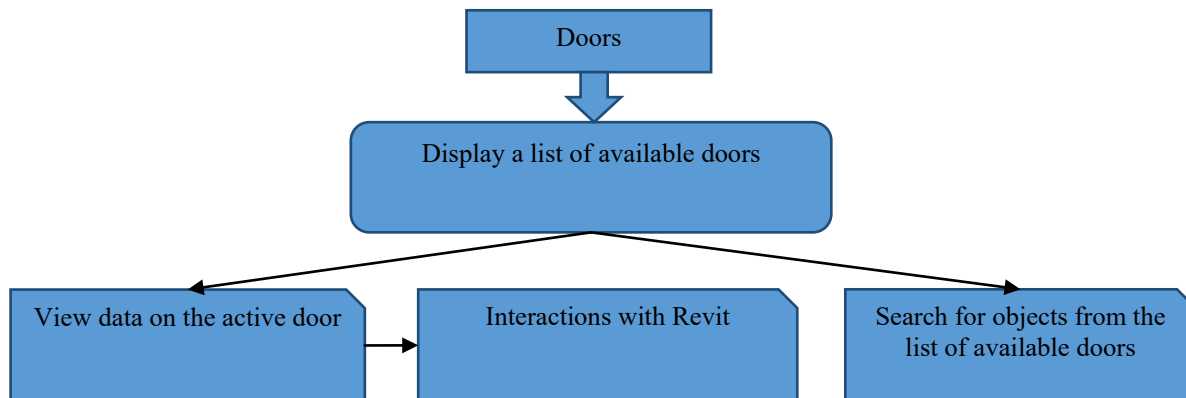 Doors
Display a list of available doors
View data on the active door
Interactions with Revit
Search for objects from the
list of available doors